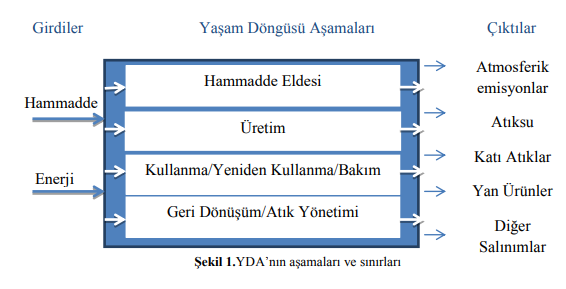 Girdiler
Yaşam Döngüsü Aşamaları
Çıktılar
Hammadde
Enerji
Hammadde Eldesi
Üretim
Kullanma/Yeniden Kullanma/Bakım
Geri Dönüşüm/Atık Yönetimi
Atmosferik
emisyonlar
Atıksu
Katı Atıklar
Yan Ürünler
Diğer
Salınımlar
Şekil 1.YDA’nın aşamaları ve sınırları